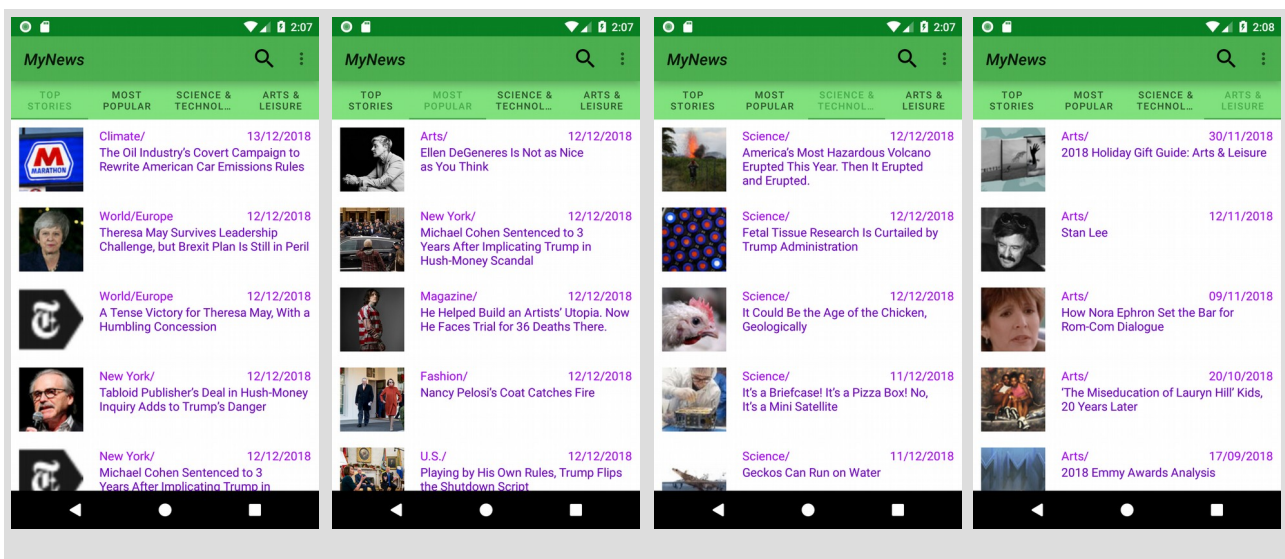 2:07
MyNews
TOP
STORIES
MOST
POPULAR
SCIENCE &
TECHNOL...
ARTS &
LEISURE
Climate/
13/12/2018
The Oil Industry's Covert Campaign to
Rewrite American Car Emissions Rules
M
MARATHON
World/Europe
12/12/2018
Theresa May Survives Leadership
Challenge, but Brexit Plan Is Still in Peril
World/Europe
12/12/2018
A Tense Victory for Theresa May, With a
Humbling Concession
New York/
12/12/2018
Tabloid Publisher's Deal in Hush-Money
Inquiry Adds to Trump's Danger
New York/
12/12/2018
Michael Cohen Sentenced to 3
Years After Implicating Trump in
2:07
MyNews
TOP
STORIES
MOST
POPULAR
SCIENCE &
TECHNOL...
ARTS &
LEISURE
Arts/
12/12/2018
Ellen DeGeneres Is Not as Nice
as You Think
New York/
12/12/2018
Michael Cohen Sentenced to 3
Years After Implicating Trump in
Hush-Money Scandal
Magazine/
12/12/2018
He Helped Build an Artists' Utopia. Now
He Faces Trial for 36 Deaths There.
Fashion/
12/12/2018
Nancy Pelosi's Coat Catches Fire
U.S./
12/12/2018
Playing by His Own Rules, Trump Flips
the Shutdown Script
2:07
MyNews
TOP
STORIES
MOST
POPULAR
SCIENCE &
TECHNOL...
ARTS &
LEISURE
Science/
12/12/2018
America's Most Hazardous Volcano
Erupted This Year. Then It Erupted
and Erupted.
Science/
12/12/2018
Fetal Tissue Research Is Curtailed by
Trump Administration
Science/
12/12/2018
It Could Be the Age of the Chicken,
Geologically
Science/
11/12/2018
It's a Briefcase! It's a Pizza Box! No,
It's a Mini Satellite
Science/
11/12/2018
Geckos Can Run on Water
2:08
MyNews
TOP
STORIES
MOST
POPULAR
SCIENCE &
TECHNOL...
ARTS &
LEISURE
Arts/
30/11/2018
2018 Holiday Gift Guide: Arts & Leisure
Arts/
12/11/2018
Stan Lee
Arts/
09/11/2018
How Nora Ephron Set the Bar for
Rom-Com Dialogue
Arts/
20/10/2018
'The Miseducation of Lauryn Hill' Kids,
20 Years Later
Arts/
17/09/2018
2018 Emmy Awards Analysis